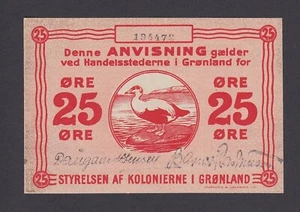 25 25
194472
Denne ANVISNING gælder
ved Handelsstederne i Grønland for
ØRE ØRE
25 25
ØRE ØRE
STYRELSEN AF KOLONIERNE I GRØNLAND
25 25